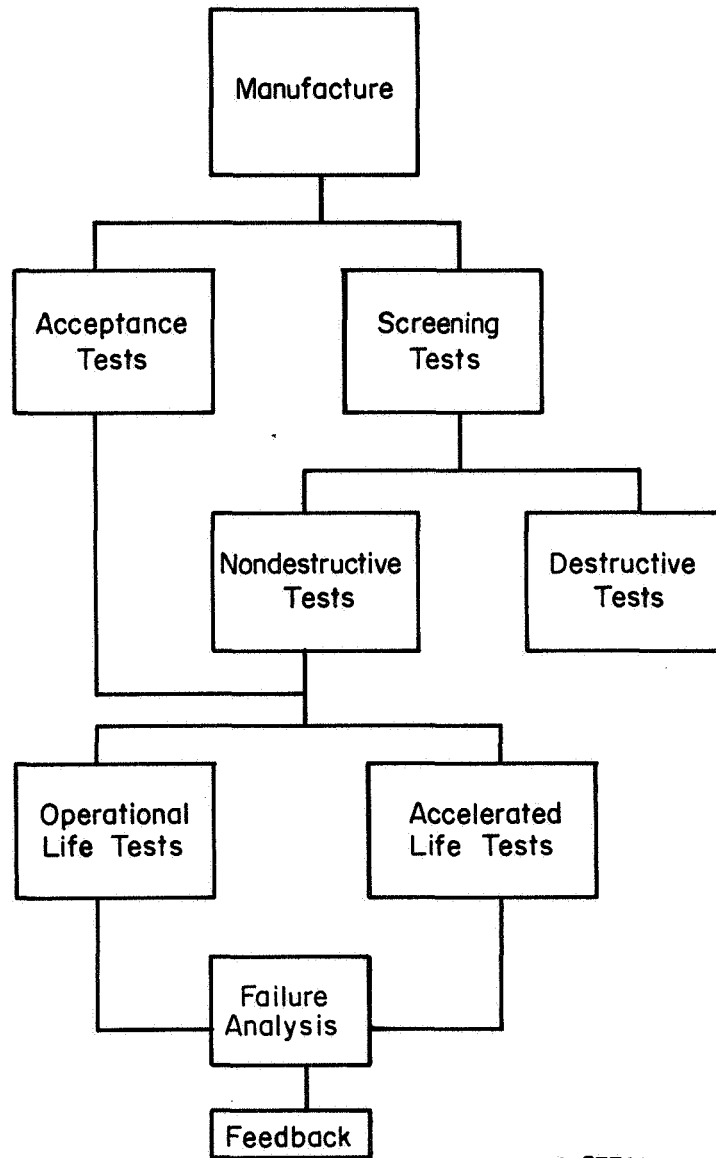 Manufacture
Acceptance
Tests
Screening
Tests
Nondestructive
Tests
Destructive
Tests
Operational
Life Tests
Accelerated
Life Tests
Failure
Analysis
Feedback